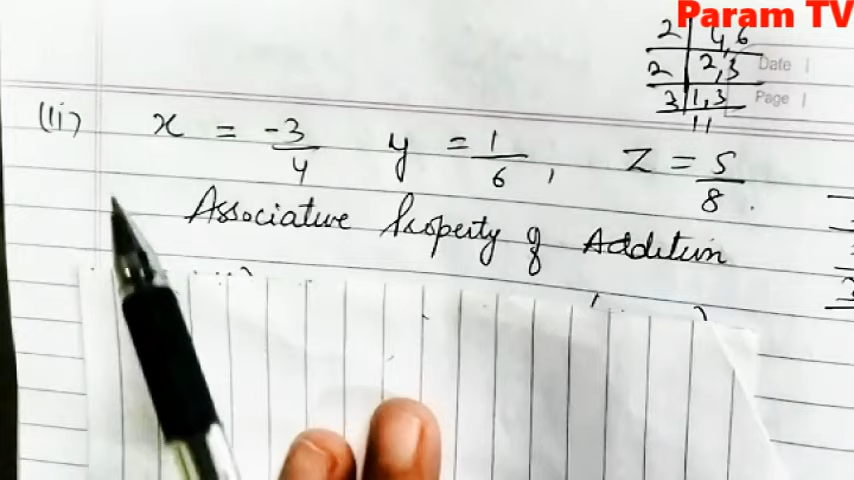 Param TV
2 | 4, 6
2 | 2, 3
3 | 1, 3
1 1
Date
Page
(ii) x = -3/4 y = 1/6 , z = 5/8 .
Associative Property of Addition